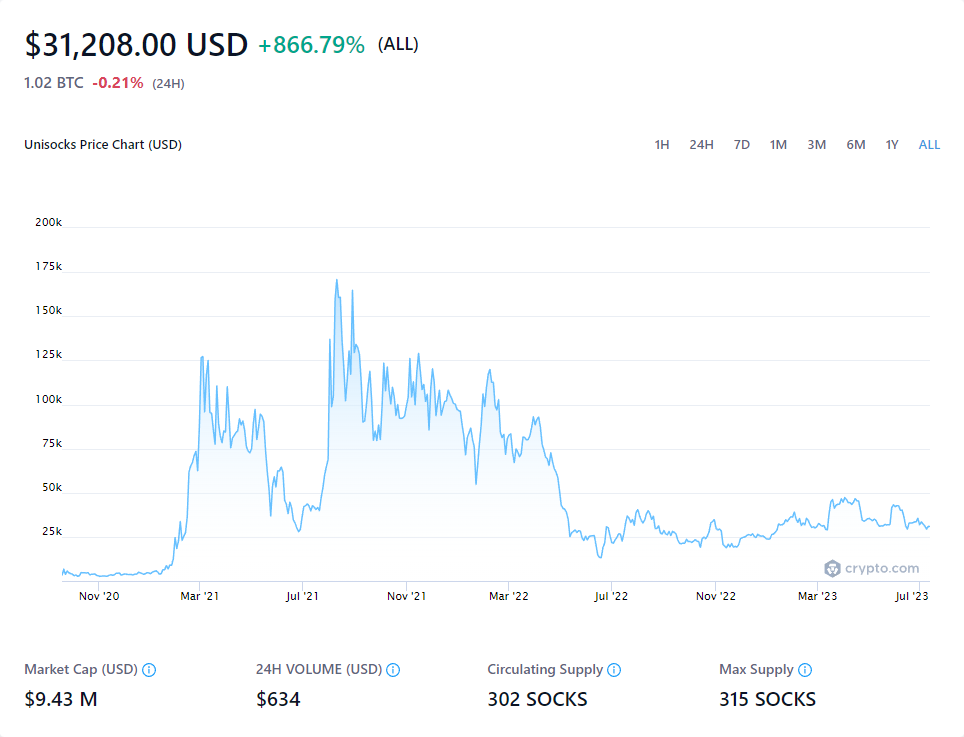 $31,208.00 USD +866.79% (ALL)
1.02 BTC -0.21% (24H)
Unisocks Price Chart (USD) 1H 24H 7D 1M 3M 6M 1Y ALL
200k
175k
150k
125k
100k
75k
50k
25k
crypto.com
Nov '20 Mar '21 Jul '21 Nov '21 Mar '22 Jul '22 Nov '22 Mar '23 Jul '23
Market Cap (USD) 24H VOLUME (USD) Circulating Supply Max Supply
$9.43 M $634 302 SOCKS 315 SOCKS